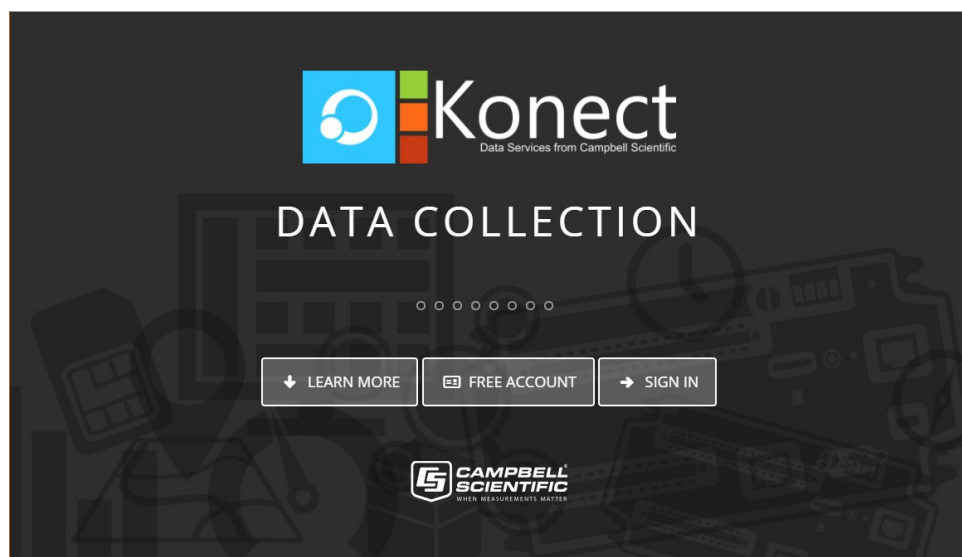 Konect
Data Services from Campbell Scientific
DATA COLLECTION
LEARN MORE
FREE ACCOUNT
SIGN IN
CAMPBELL
SCIENTIFIC
WHEN MEASUREMENTS MATTER